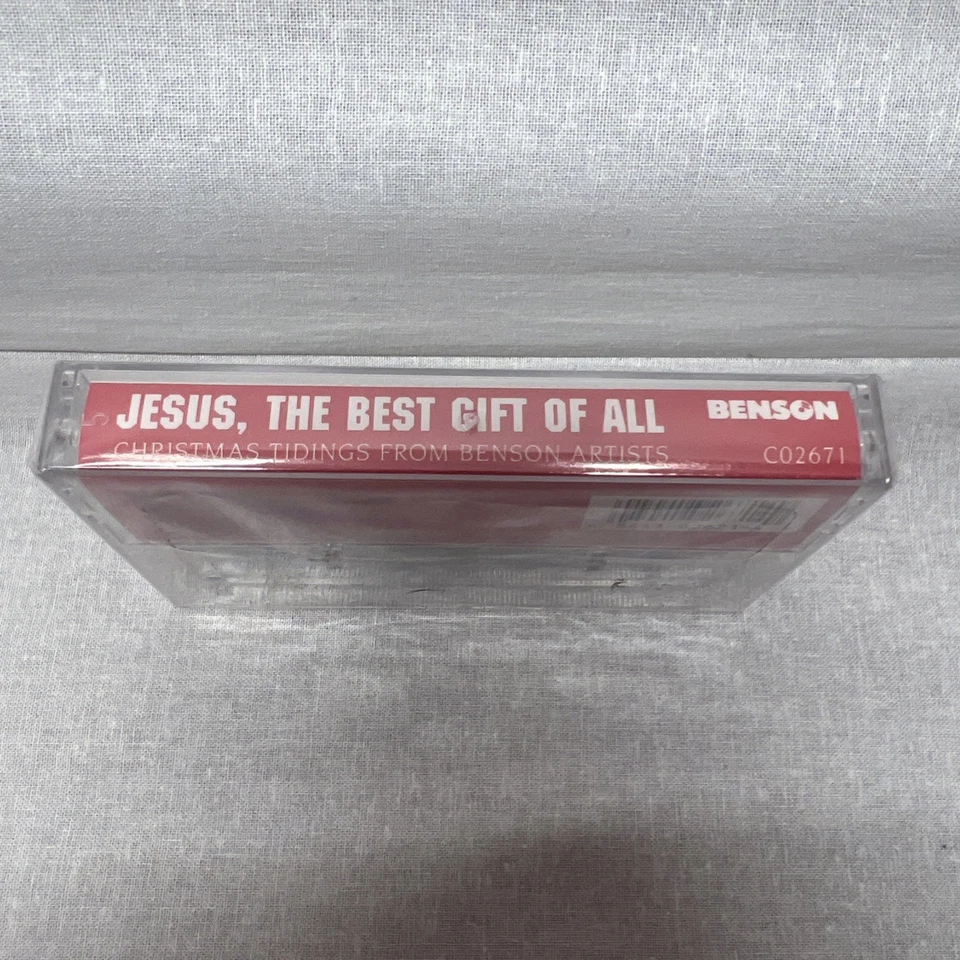 JESUS, THE BEST GIFT OF ALL
BENSON
CHRISTMAS TIDINGS FROM BENSON ARTISTS
C02671